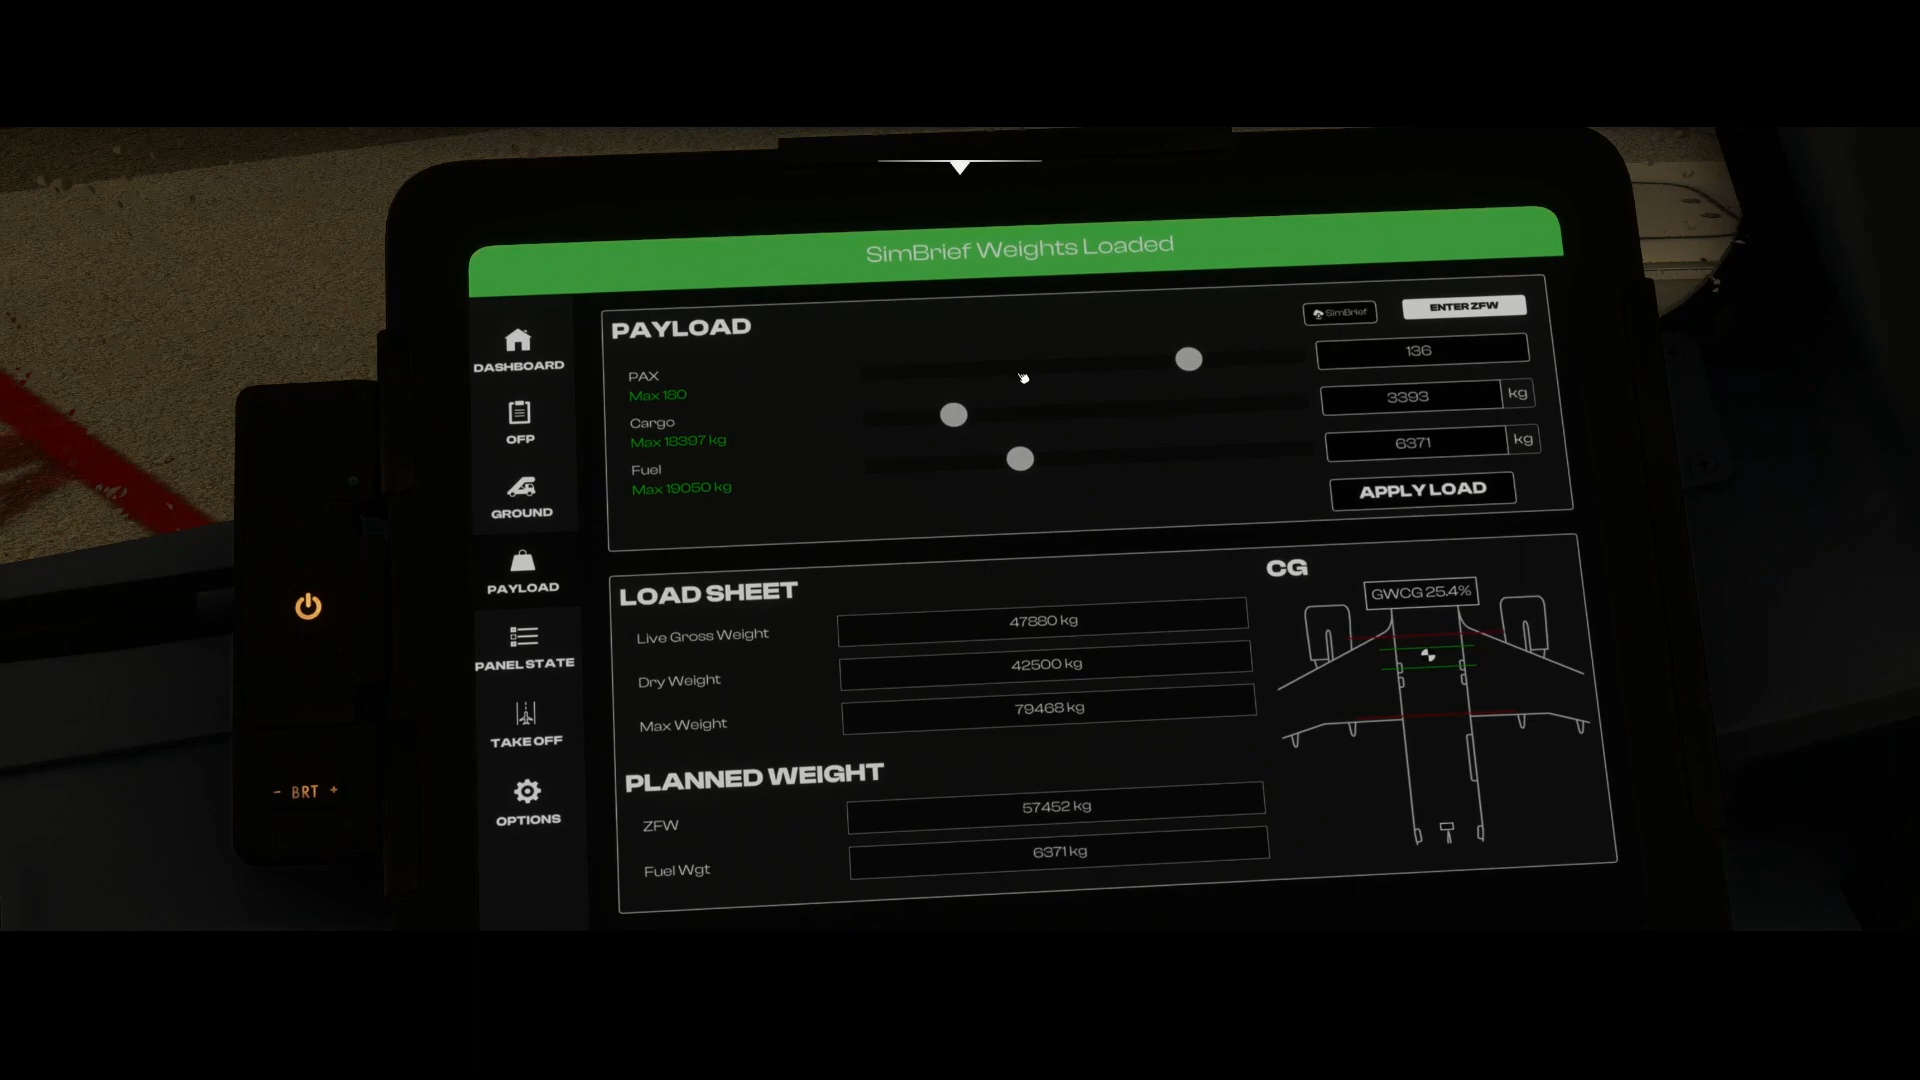 SimBrief Weights Loaded
DASHBOARD
OFP
GROUND
PAYLOAD
PANEL STATE
TAKE OFF
OPTIONS
- BRT +
PAYLOAD
SimBrief
ENTER ZFW
PAX
Max 180
136
Cargo
Max 18397 kg
3393 kg
Fuel
Max 19050 kg
6371 kg
APPLY LOAD
LOAD SHEET
Live Gross Weight 47880 kg
Dry Weight 42500 kg
Max Weight 79468 kg
PLANNED WEIGHT
ZFW 57452 kg
Fuel Wgt 6371 kg
CG
GWCG 25.4%